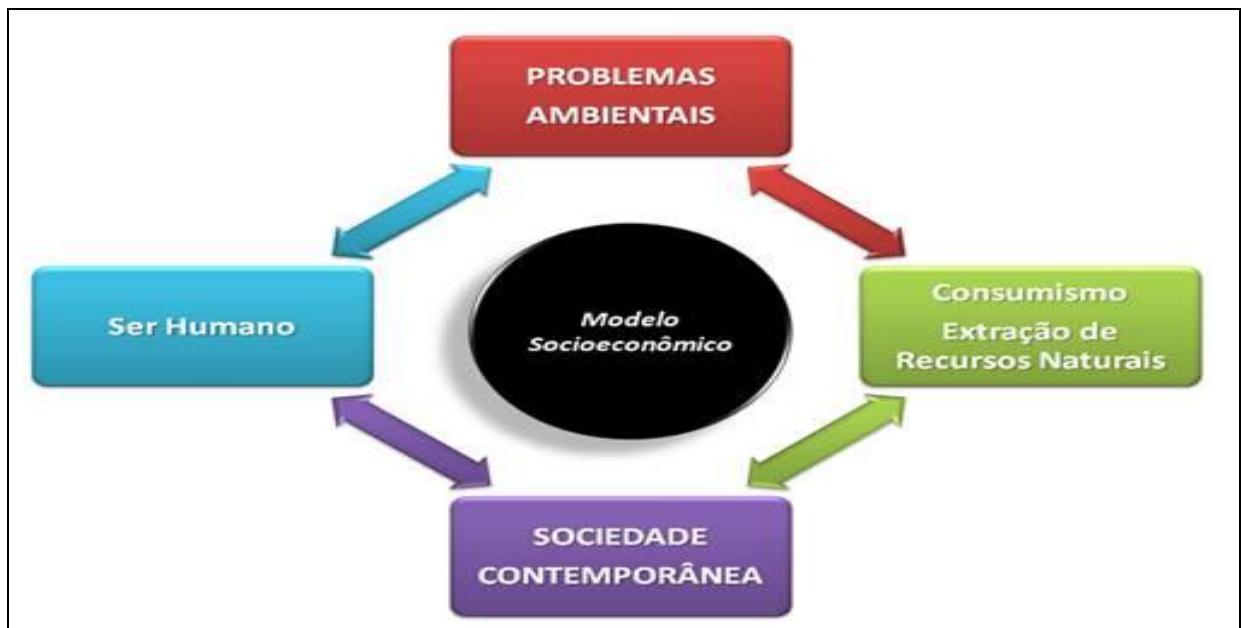 PROBLEMAS
AMBIENTAIS
Ser Humano
Modelo
Socioeconômico
Consumismo
Extração de
Recursos Naturais
SOCIEDADE
CONTEMPORÂNEA